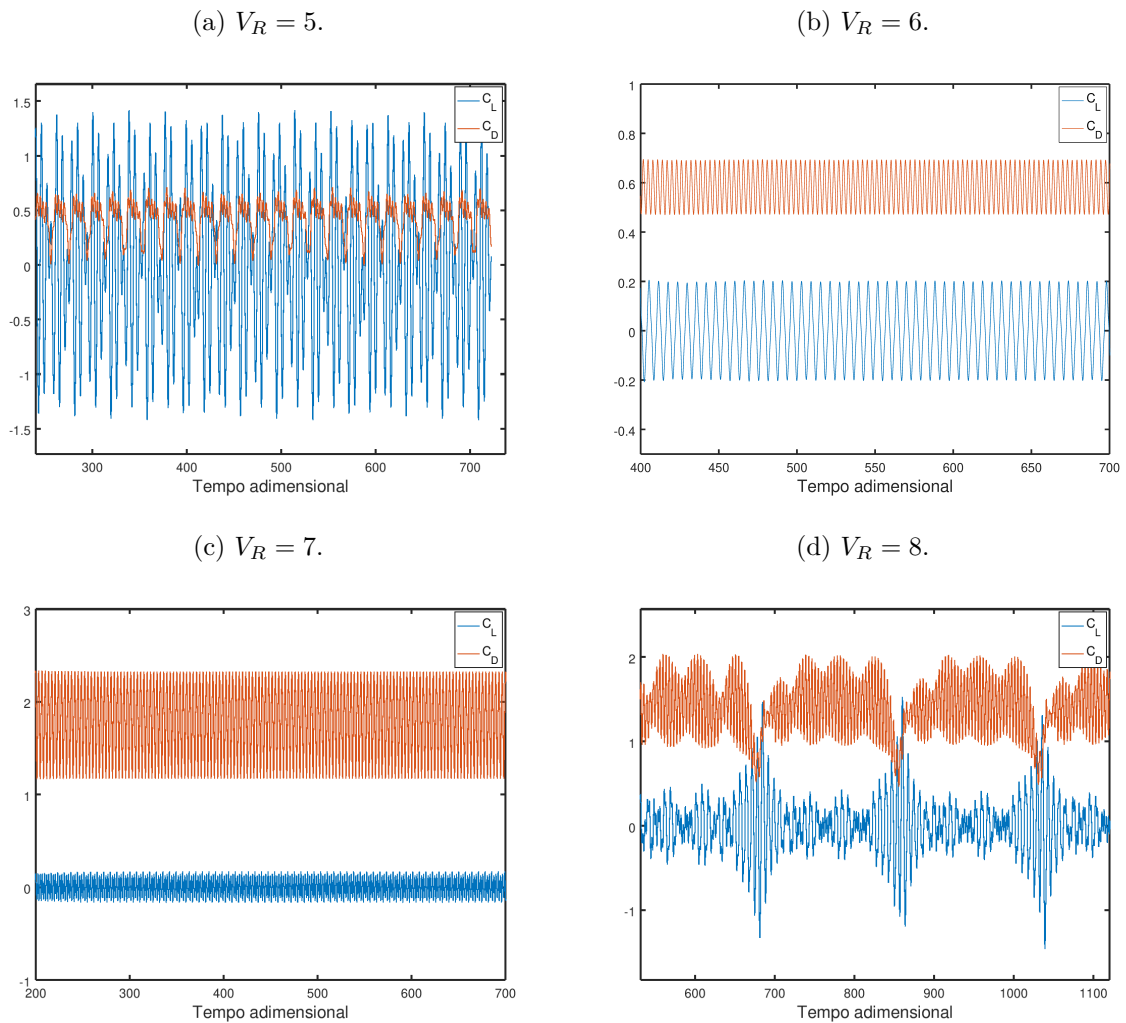 (a) V_R = 5.
1.5
1
0.5
0
-0.5
-1
-1.5
300 400 500 600 700
Tempo adimensional
C_L
C_D
(b) V_R = 6.
1
0.8
0.6
0.4
0.2
0
-0.2
-0.4
400 450 500 550 600 650 700
Tempo adimensional
C_L
C_D
(c) V_R = 7.
3
2
1
0
-1
200 300 400 500 600 700
Tempo adimensional
C_L
C_D
(d) V_R = 8.
2
1
0
-1
600 700 800 900 1000 1100
Tempo adimensional
C_L
C_D